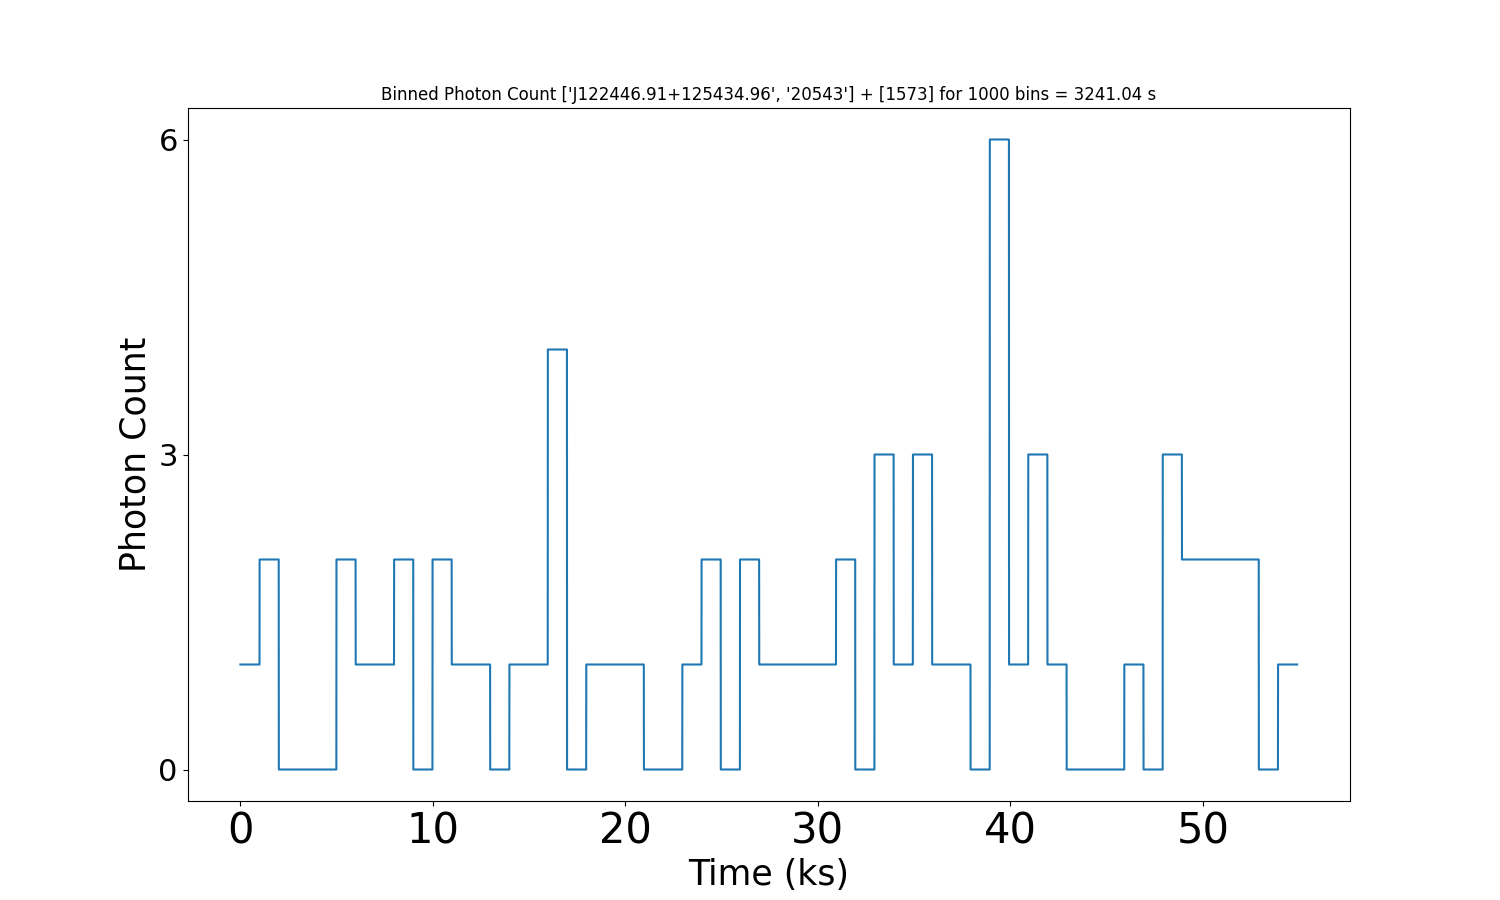 Binned Photon Count ['J122446.91+125434.96', '20543'] + [1573] for 1000 bins = 3241.04 s
6
3
0
Photon Count
0 10 20 30 40 50
Time (ks)